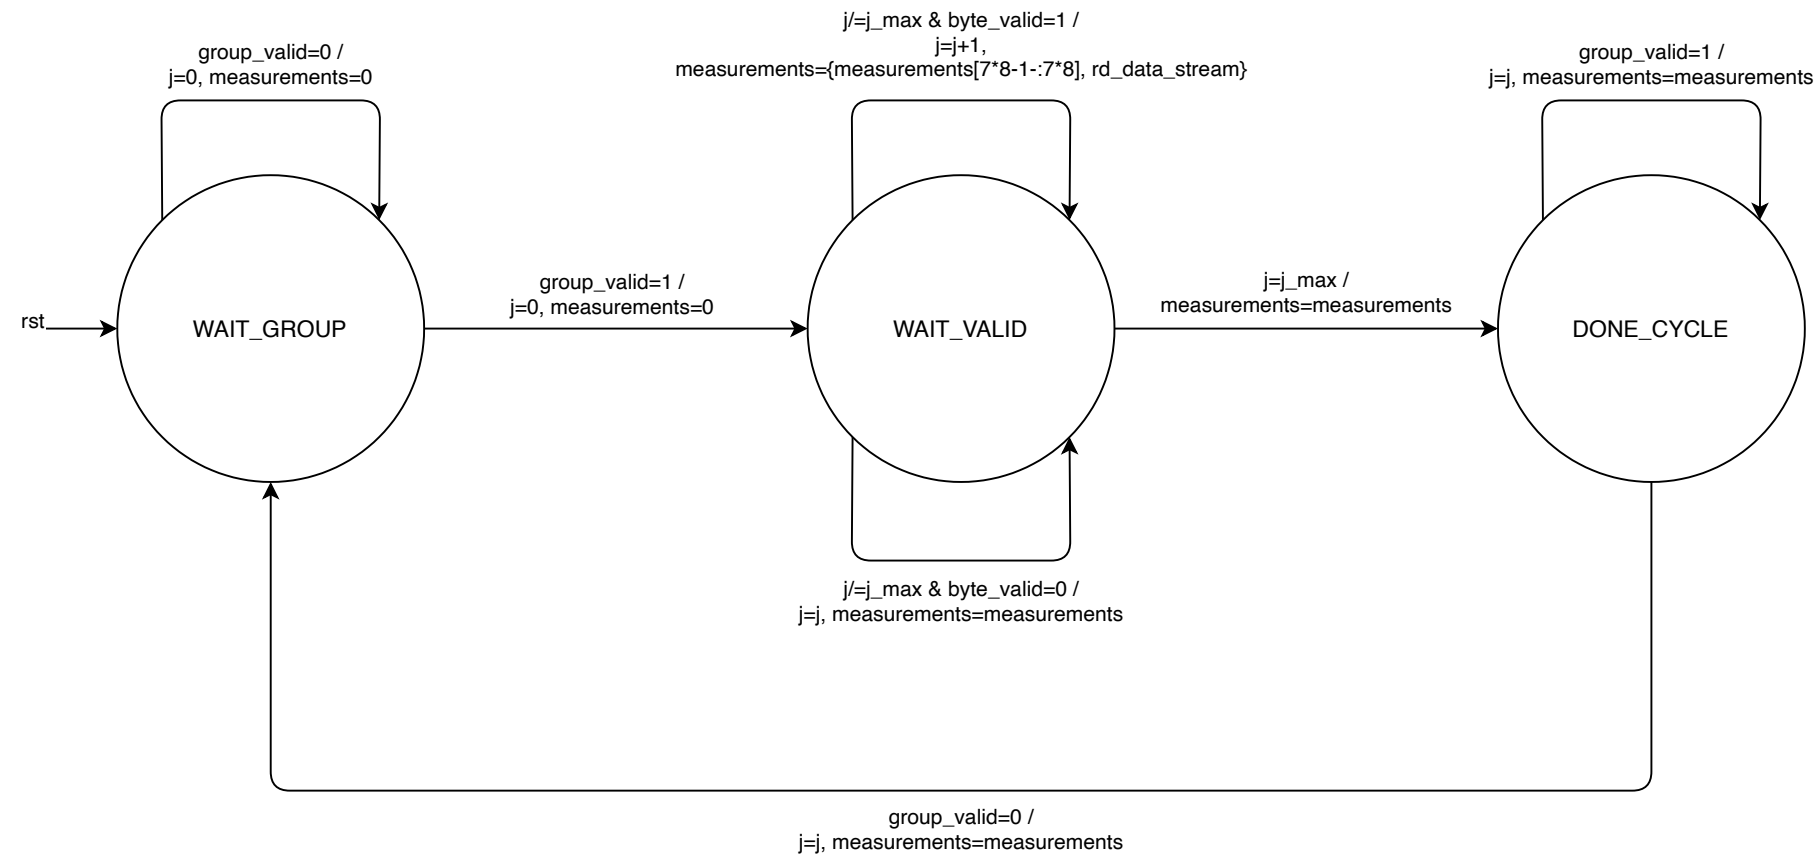 j/=j_max & byte_valid=1 /
j=j+1,
measurements={measurements[7*8-1-:7*8], rd_data_stream}
group_valid=0 /
j=0, measurements=0
group_valid=1 /
j=j, measurements=measurements
rst
WAIT_GROUP
group_valid=1 /
j=0, measurements=0
WAIT_VALID
j=j_max /
measurements=measurements
DONE_CYCLE
j/=j_max & byte_valid=0 /
j=j, measurements=measurements
group_valid=0 /
j=j, measurements=measurements